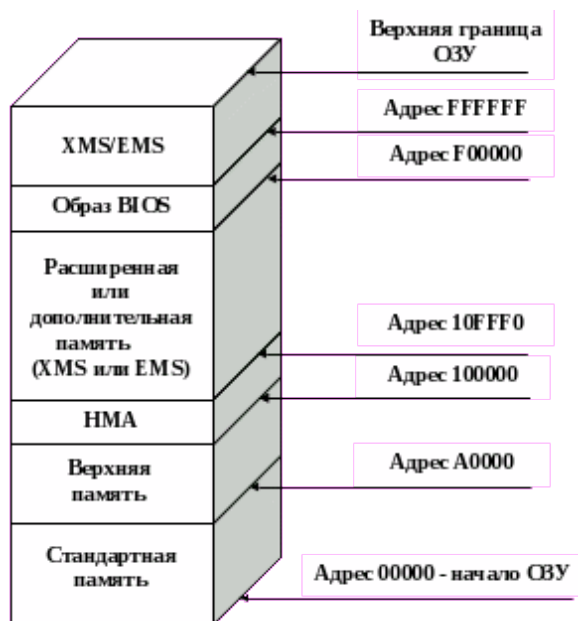 Верхняя граница
ОЗУ
Адрес FFFFFF
XMS/EMS
Адрес F00000
Образ BIOS
Расширенная
или
дополнительная
память
(XMS или EMS)
Адрес 10FFF0
Адрес 100000
HMA
Верхняя
память
Адрес A0000
Стандартная
память
Адрес 00000 - начало ОЗУ